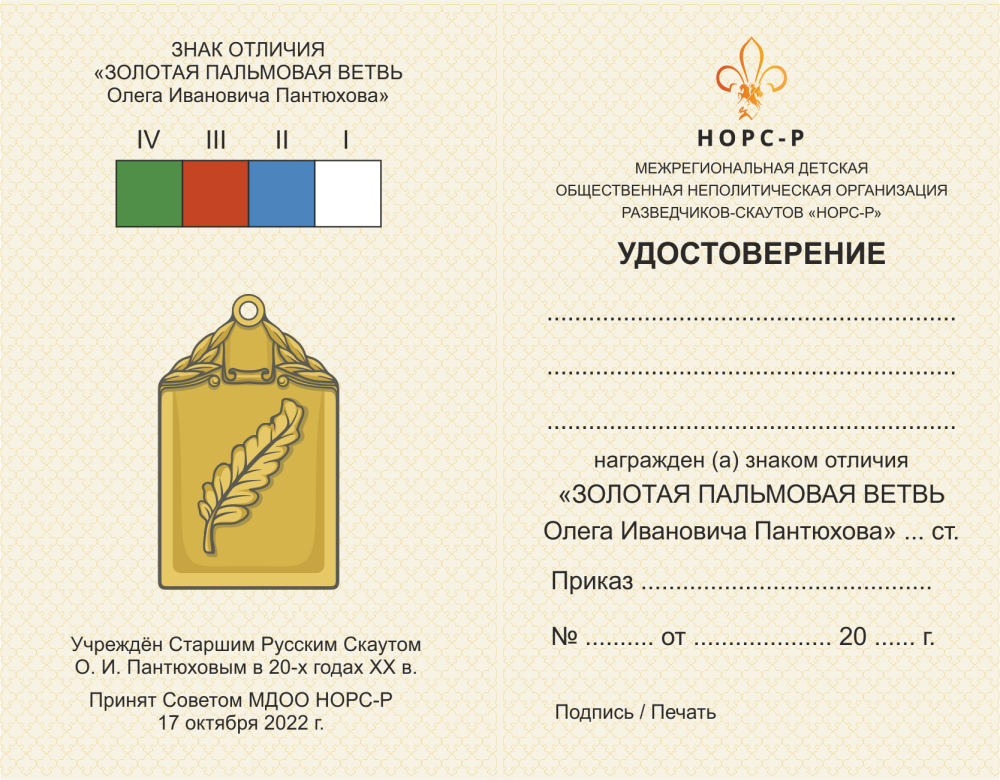 ЗНАК ОТЛИЧИЯ
«ЗОЛОТАЯ ПАЛЬМОВАЯ ВЕТВЬ
Олега Ивановича Пантюхова»
IV III II I
Учреждён Старшим Русским Скаутом
О. И. Пантюховым в 20-х годах XX в.
Принят Советом МДОО НОРС-Р
17 октября 2022 г.
НОРС-Р
МЕЖРЕГИОНАЛЬНАЯ ДЕТСКАЯ
ОБЩЕСТВЕННАЯ НЕПОЛИТИЧЕСКАЯ ОРГАНИЗАЦИЯ
РАЗВЕДЧИКОВ-СКАУТОВ «НОРС-Р»
УДОСТОВЕРЕНИЕ
......................................................
......................................................
......................................................
награжден (а) знаком отличия
«ЗОЛОТАЯ ПАЛЬМОВАЯ ВЕТВЬ
Олега Ивановича Пантюхова» ... ст.
Приказ ..........................................
№ .......... от .................... 20 ...... г.
Подпись / Печать